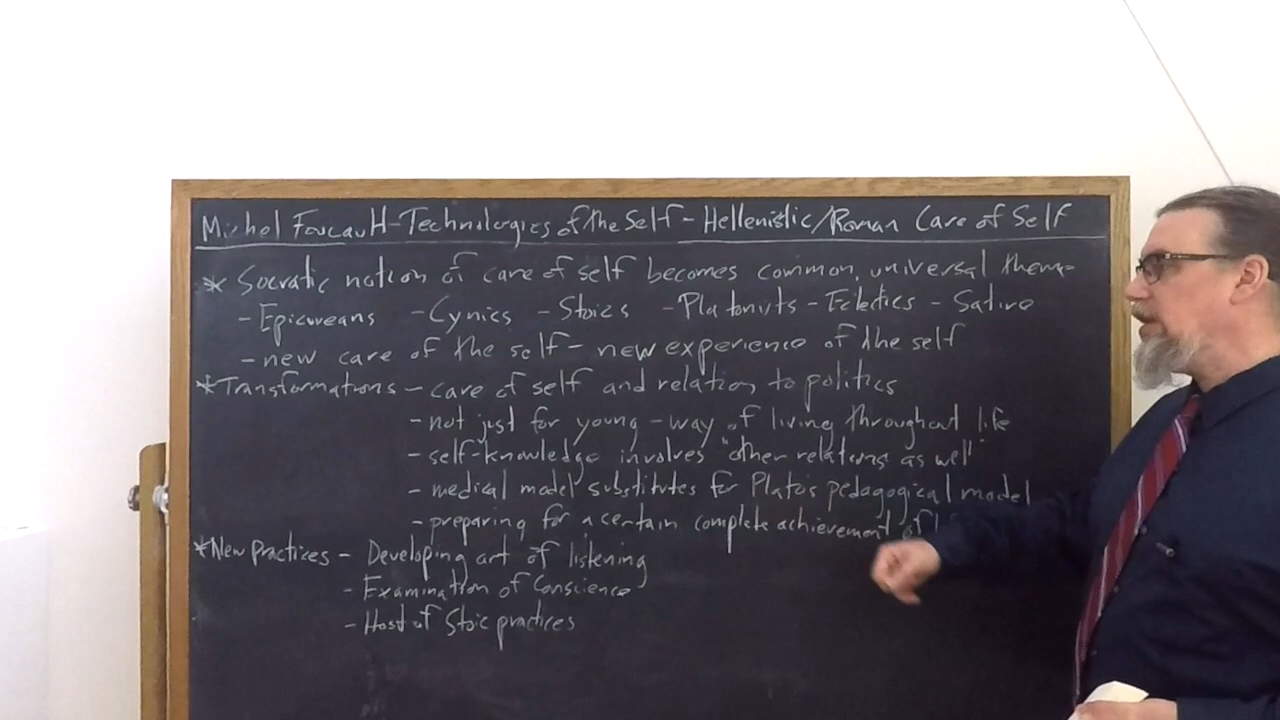 Michel Foucault-Technologies of the Self - Hellenistic/Roman Care of Self
* Socratic notion of care of self becomes common, universal theme
- Epicureans - Cynics - Stoics - Platonists - Eclectics - Satire
- new care of the self - new experience of the self
*Transformations - care of self and relation to politics
- not just for young - way of living throughout life
- self-knowledge involves "other relations as well"
- medical model substitutes for Plato's pedagogical model
- preparing for a certain complete achievement of
*New Practices - Developing art of listening
- Examination of Conscience
- Host of Stoic practices